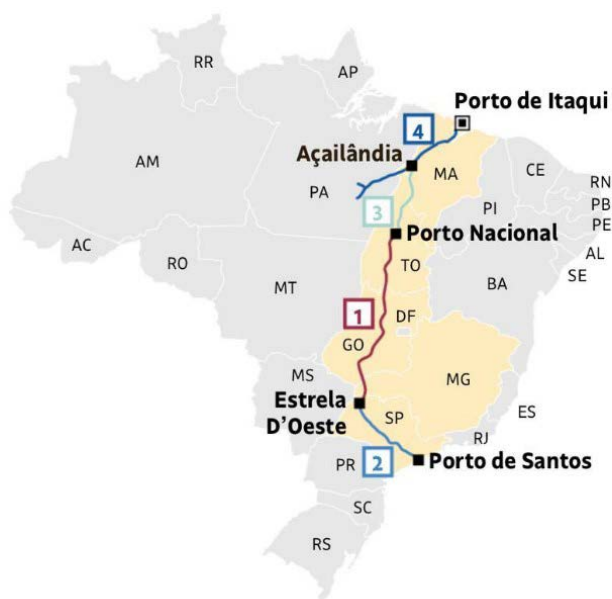 RR
AP
Porto de Itaqui
4
Açailândia
AM
PA
MA
CE
RN
PB
PE
AL
SE
3
PI
Porto Nacional
AC
RO
TO
MT
BA
1
DF
GO
MS
MG
Estrela
D'Oeste
ES
SP
RJ
2
Porto de Santos
PR
SC
RS